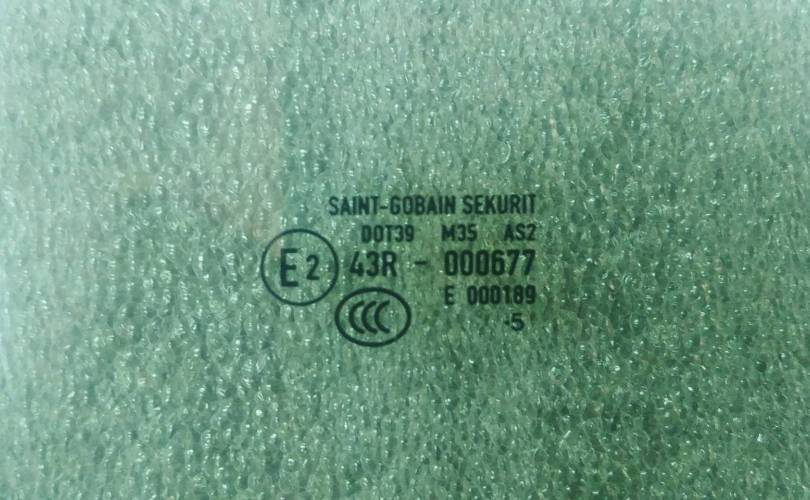 SAINT-GOBAIN SEKURIT
DOT39 M35 AS2
E2 43R - 000677
E 000189
CCC
·5